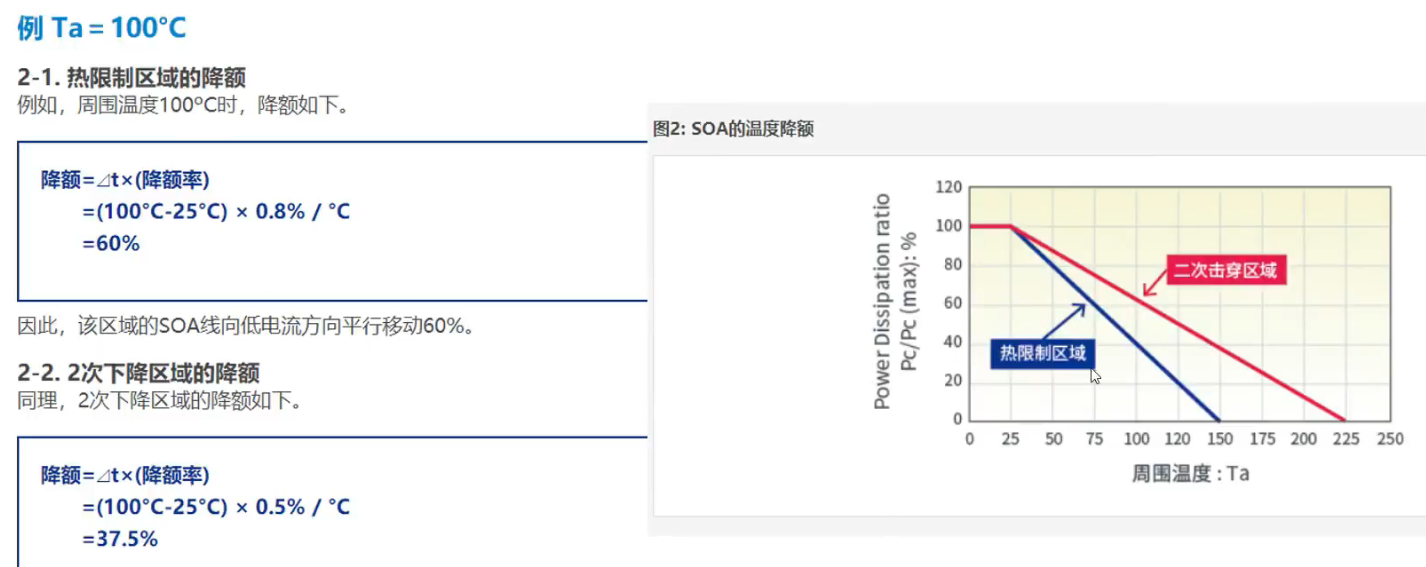 例 Ta = 100°C
2-1. 热限制区域的降额
例如，周围温度100ºC时，降额如下。
降额=⊿t×(降额率)
=(100°C-25°C) × 0.8% / °C
=60%
因此，该区域的SOA线向低电流方向平行移动60%。
2-2. 2次下降区域的降额
同理，2次下降区域的降额如下。
降额=⊿t×(降额率)
=(100°C-25°C) × 0.5% / °C
=37.5%
图2: SOA的温度降额
Power Dissipation ratio
Pc/Pc (max): %
120
100
80
60
40
20
0
二次击穿区域
热限制区域
0 25 50 75 100 120 150 175 200 225 250
周围温度 : Ta